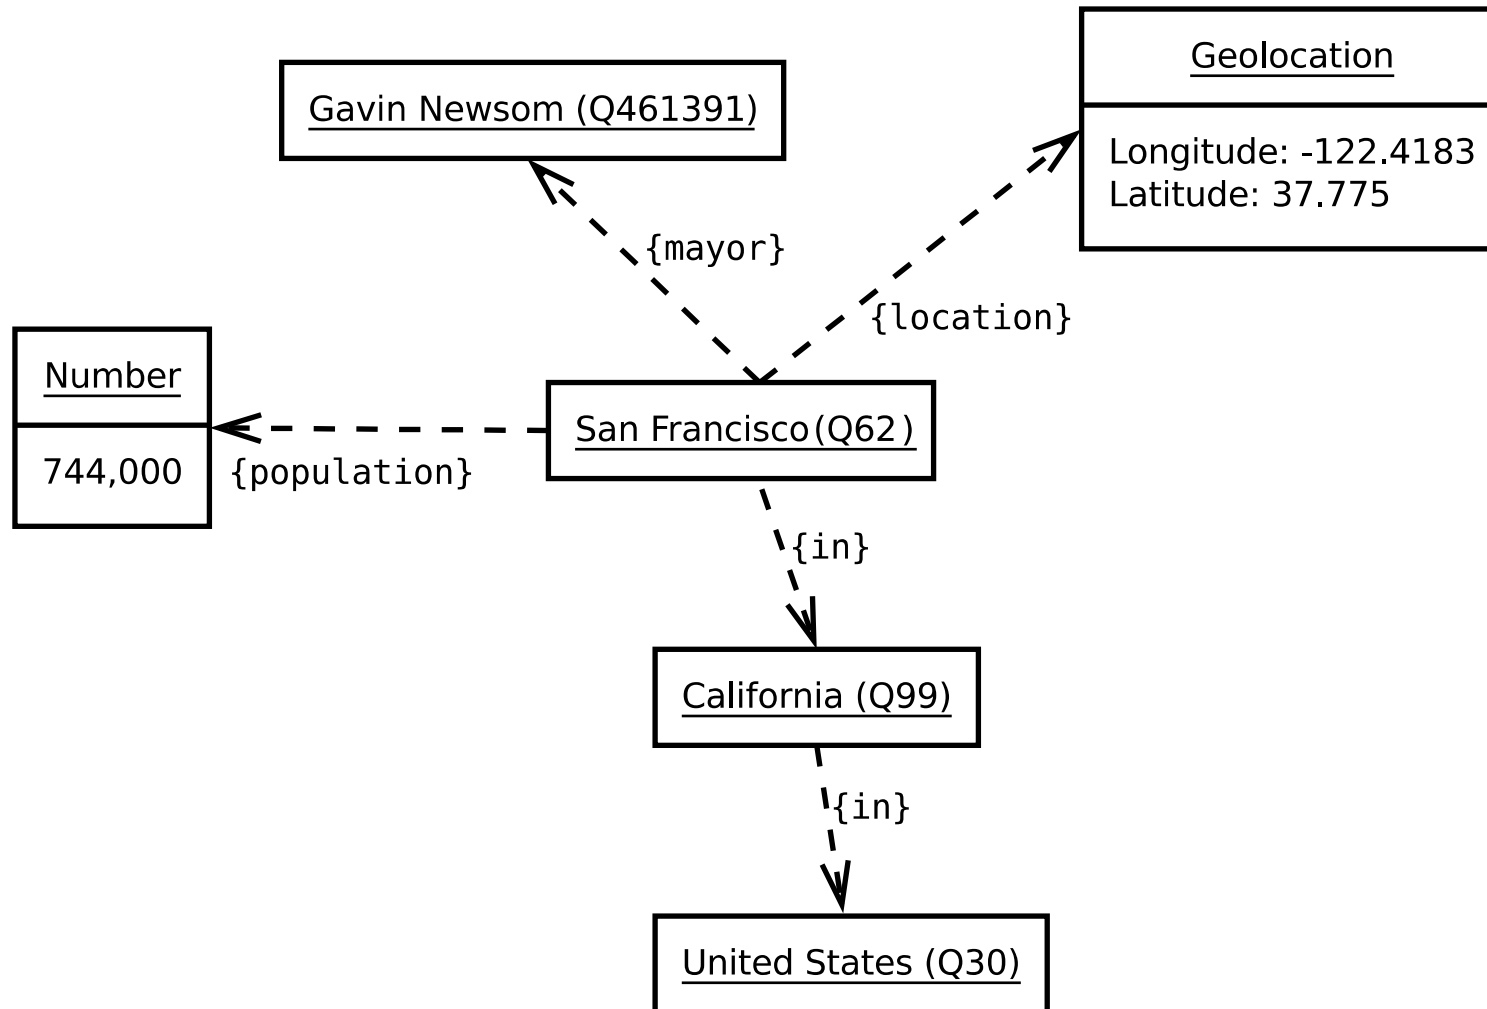 Geolocation
Longitude: -122.4183
Latitude: 37.775
Gavin Newsom (Q461391)
{mayor}
{location}
Number
744,000
{population}
San Francisco(Q62)
{in}
California (Q99)
{in}
United States (Q30)